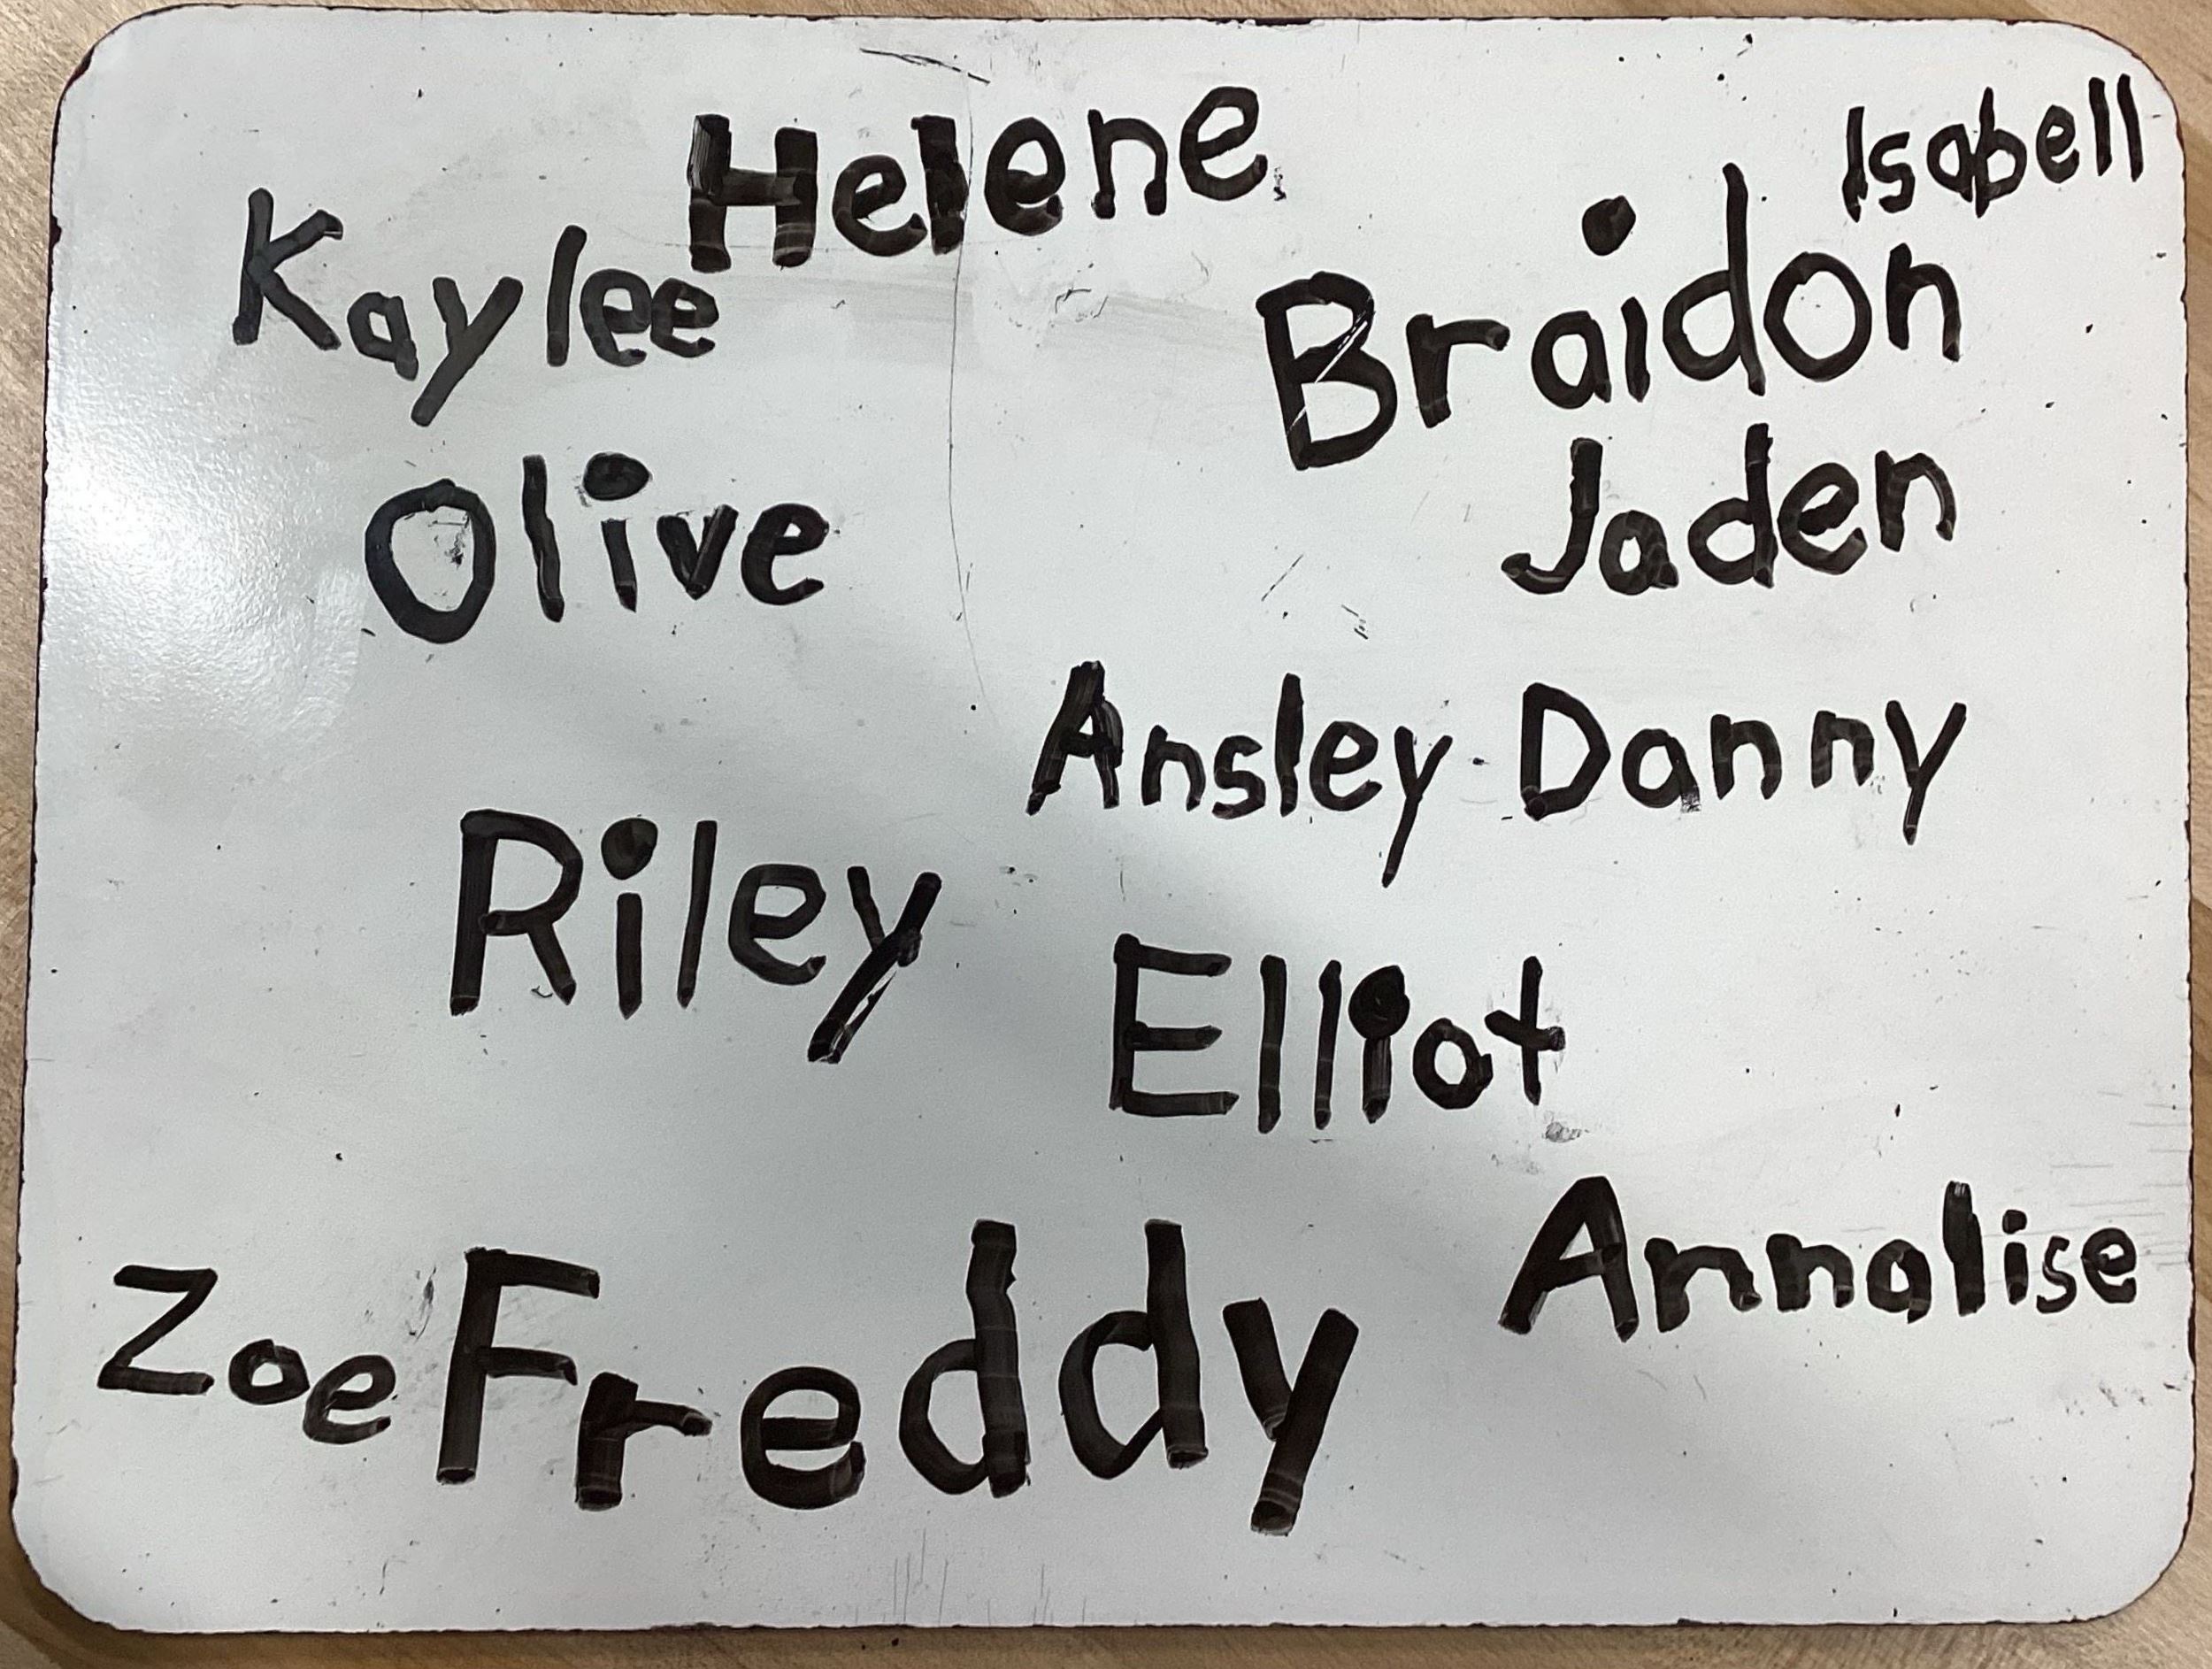 Helene
Isabell
Kaylee
Braidon
Olive
Jaden
Ansley Danny
Riley
Elliot
Annalise
Zoe Freddy